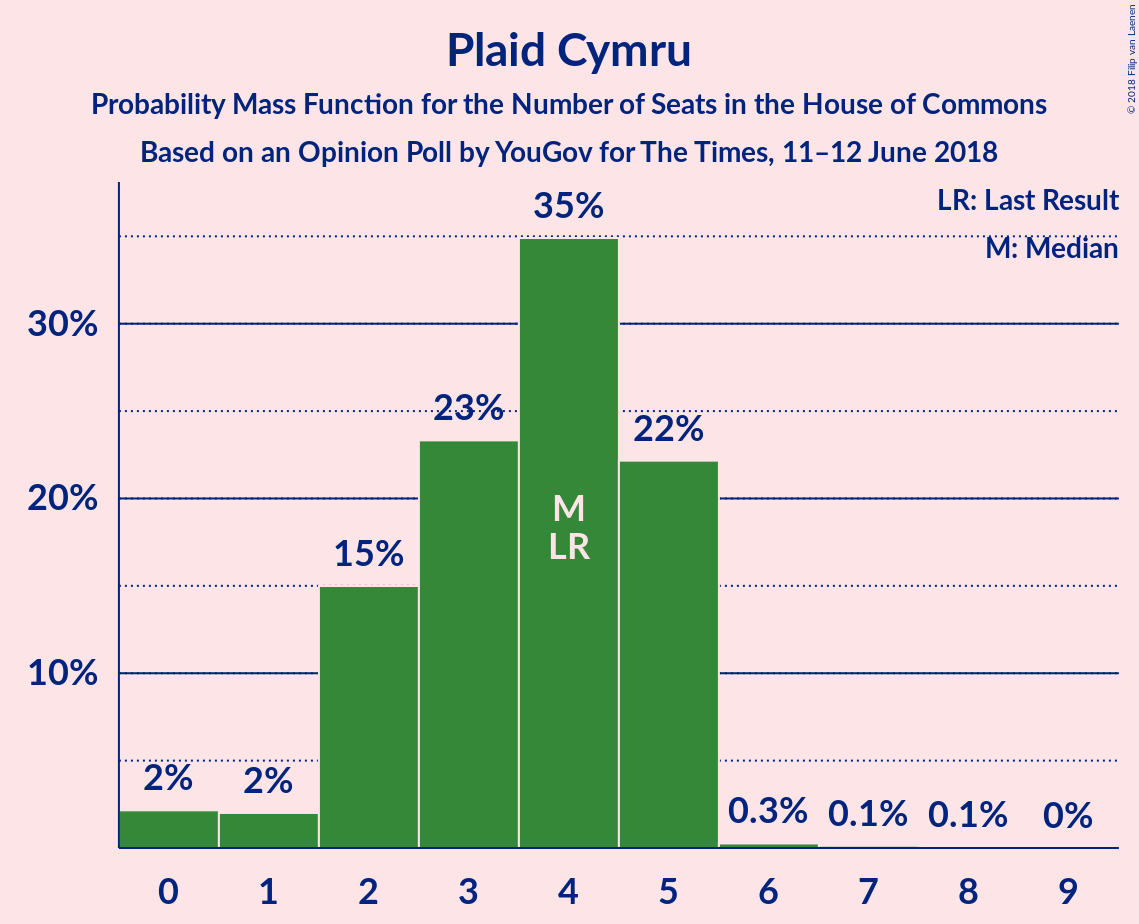 Plaid Cymru
Probability Mass Function for the Number of Seats in the House of Commons
Based on an Opinion Poll by YouGov for The Times, 11–12 June 2018
© 2018 Filip van Laenen
LR: Last Result
M: Median
35%
30%
23%
22%
20%
M
LR
15%
10%
2%
2%
0.3%
0.1%
0.1%
0%
0 1 2 3 4 5 6 7 8 9